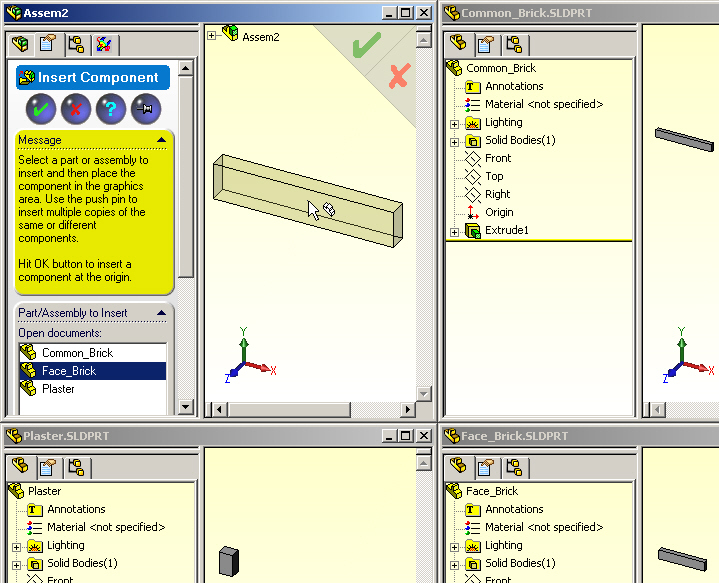 Assem2
Insert Component
Message
Select a part or assembly to
insert and then place the
component in the graphics
area. Use the push pin to
insert multiple copies of the
same or different
components.
Hit OK button to insert a
component at the origin.
Part/Assembly to Insert
Open documents:
Common_Brick
Face_Brick
Plaster
Assem2
Y
X
Z
Common_Brick.SLDPRT
Common_Brick
Annotations
Material <not specified>
Lighting
Solid Bodies(1)
Front
Top
Right
Origin
Extrude1
Y
X
Z
Plaster.SLDPRT
Plaster
Annotations
Material <not specified>
Lighting
Solid Bodies(1)
Front
Face_Brick.SLDPRT
Face_Brick
Annotations
Material <not specified>
Lighting
Solid Bodies(1)
Front